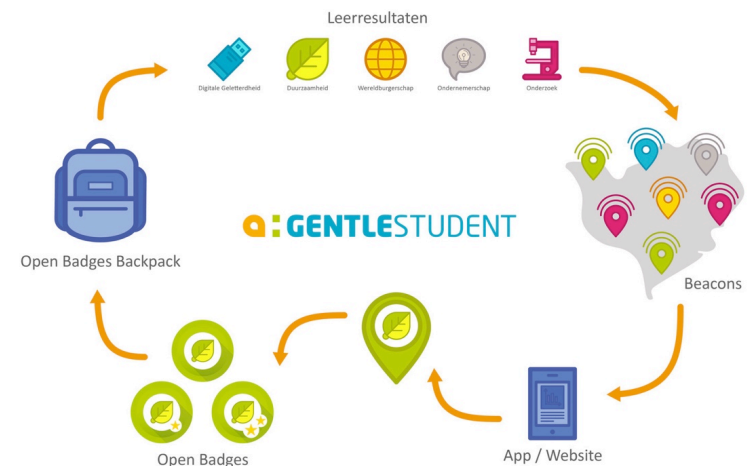 Leerresultaten
Digitale Geletterdheid
Duurzaamheid
Wereldburgerschap
Ondernemerschap
Onderzoek
Open Badges Backpack
a:GENTLESTUDENT
Beacons
Open Badges
App / Website